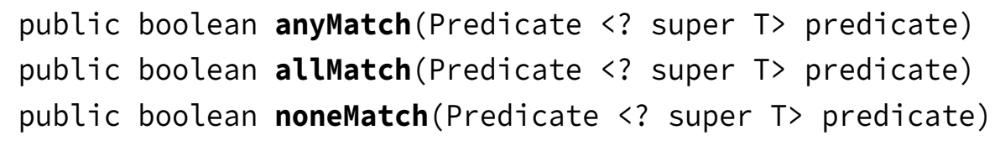 public boolean anyMatch(Predicate <? super T> predicate)
public boolean allMatch(Predicate <? super T> predicate)
public boolean noneMatch(Predicate <? super T> predicate)